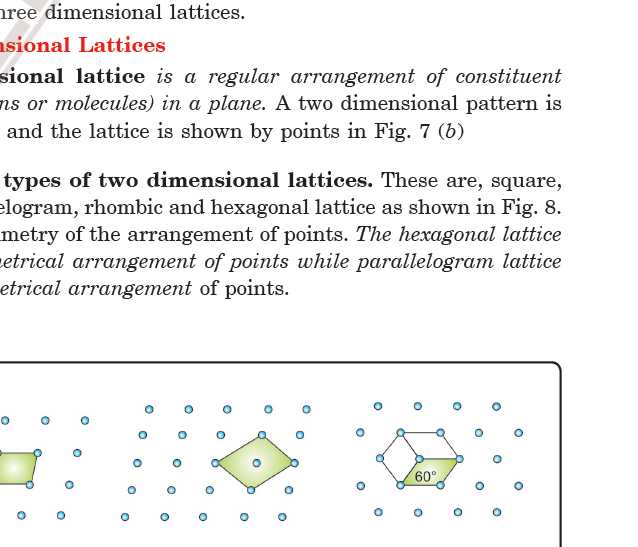 hree dimensional lattices.
nsional Lattices
sional lattice is a regular arrangement of constituent
ns or molecules) in a plane. A two dimensional pattern is
and the lattice is shown by points in Fig. 7 (b)
types of two dimensional lattices. These are, square,
elogram, rhombic and hexagonal lattice as shown in Fig. 8.
metry of the arrangement of points. The hexagonal lattice
etrical arrangement of points while parallelogram lattice
etrical arrangement of points.
60°